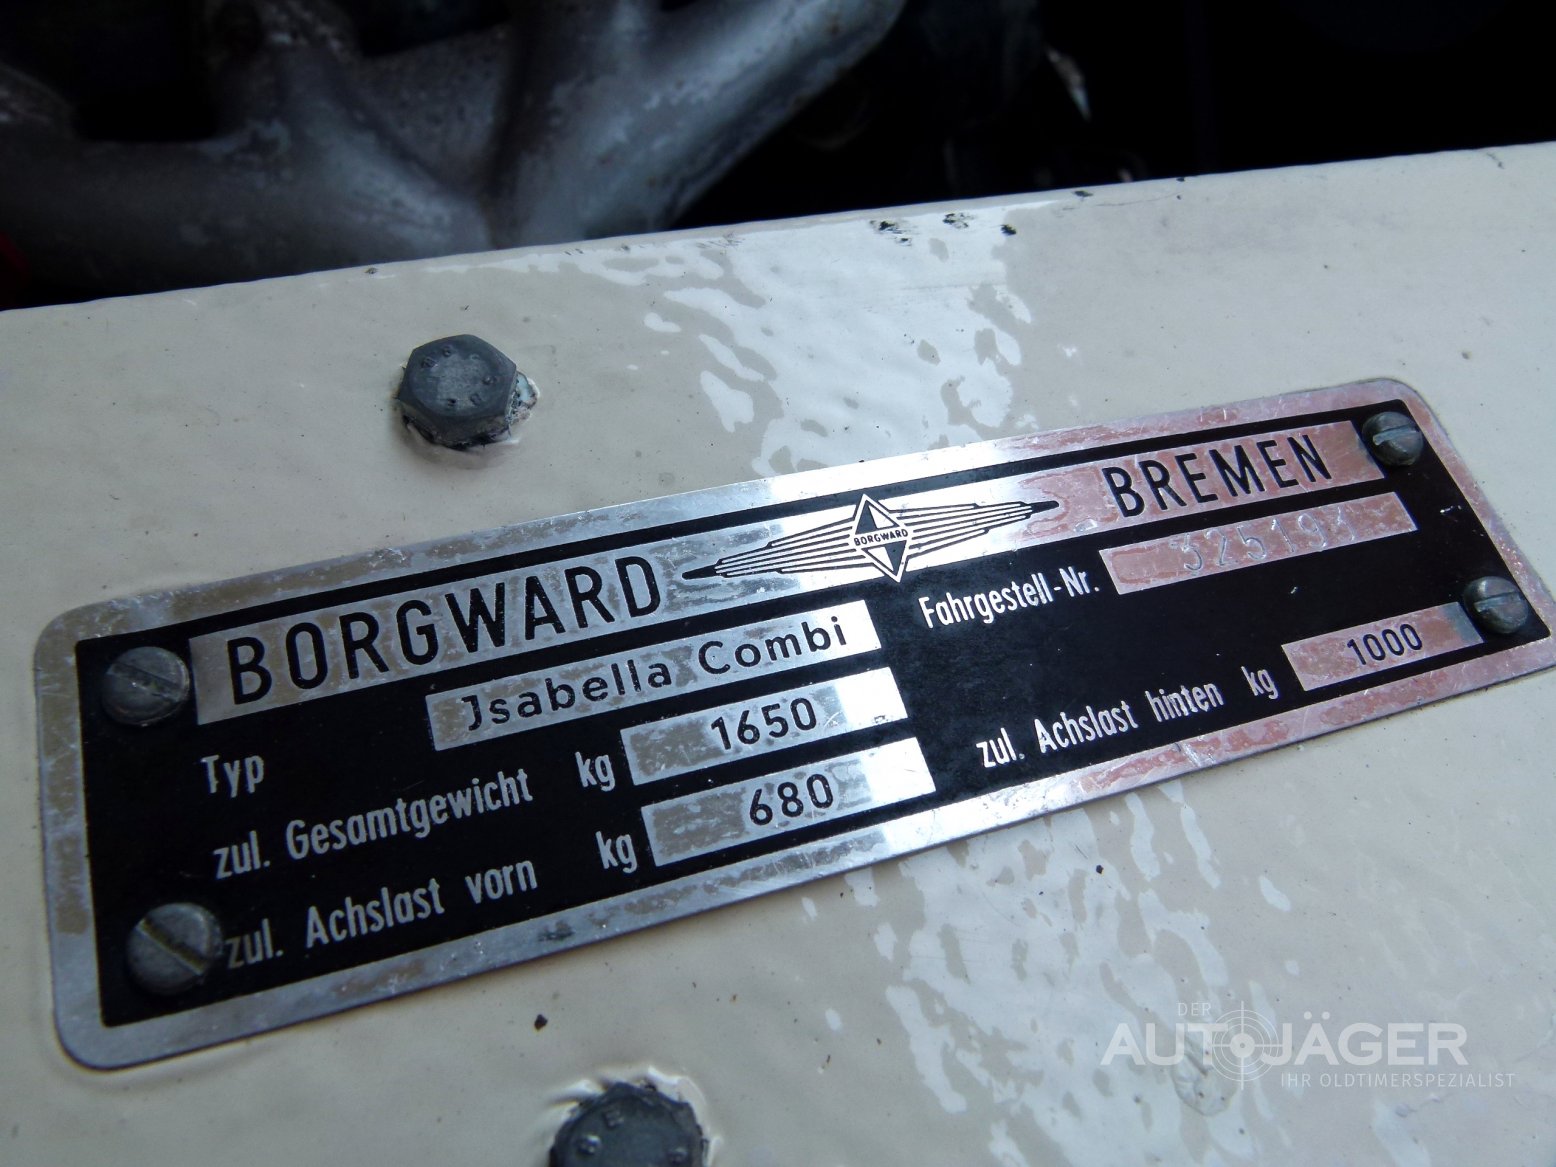 BORGWARD BORGWARD BREMEN
Typ Jsabella Combi Fahrgestell-Nr. 325193
zul. Gesamtgewicht kg 1650
zul. Achslast vorn kg 680 zul. Achslast hinten kg 1000
DER
AUTOJÄGER
IHR OLDTIMERSPEZIALIST